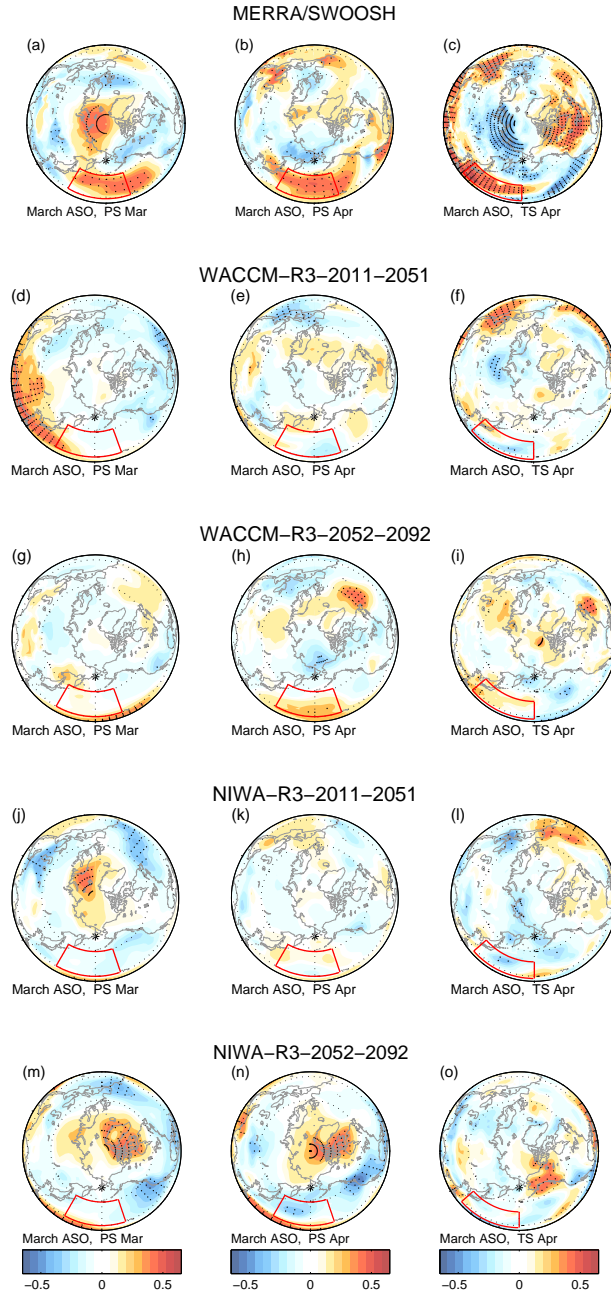 MERRA/SWOOSH
(a) (b) (c)
March ASO, PS Mar March ASO, PS Apr March ASO, TS Apr
WACCM−R3−2011−2051
(d) (e) (f)
March ASO, PS Mar March ASO, PS Apr March ASO, TS Apr
WACCM−R3−2052−2092
(g) (h) (i)
March ASO, PS Mar March ASO, PS Apr March ASO, TS Apr
NIWA−R3−2011−2051
(j) (k) (l)
March ASO, PS Mar March ASO, PS Apr March ASO, TS Apr
NIWA−R3−2052−2092
(m) (n) (o)
March ASO, PS Mar March ASO, PS Apr March ASO, TS Apr
−0.5 0 0.5 −0.5 0 0.5 −0.5 0 0.5